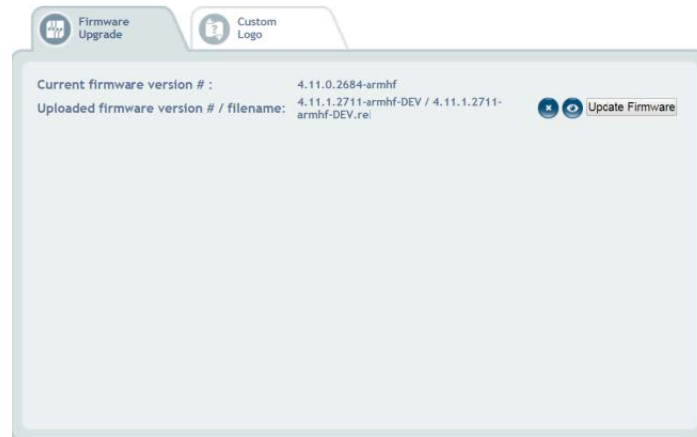 Firmware
Upgrade
Custom
Logo
Current firmware version # :
4.11.0.2684-armhf
Uploaded firmware version # / filename:
4.11.1.2711-armhf-DEV / 4.11.1.2711-
armhf-DEV.rel
Update Firmware